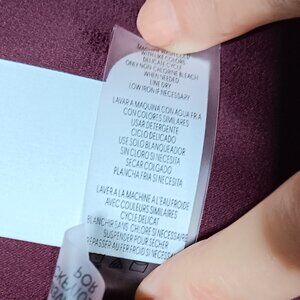 MACHINE WASH COLD
WITH LIKE COLORS
DELICATE CYCLE
ONLY NON CHLORINE BLEACH
WHEN NEEDED
LINE DRY
LOW IRON IF NECESSARY
LAVAR A MAQUINA CON AGUA FRIA
CON COLORES SIMILARES
USAR DETERGENTE
CICLO DELICADO
USE SOLO BLANQUEADOR
SIN CLORO SI NECESITA
SECAR COLGADO
PLANCHA FRIA SI NECESITA
LAVER A LA MACHINE A L'EAU FROIDE
AVEC COULEURS SIMILAIRES
CYCLE DELICAT
BLANCHIR SANS CHLORE SI NECESSAIRE
SUSPENDRE POUR SECHER
REPASSER AU FER FROID SI NECESSAIRE